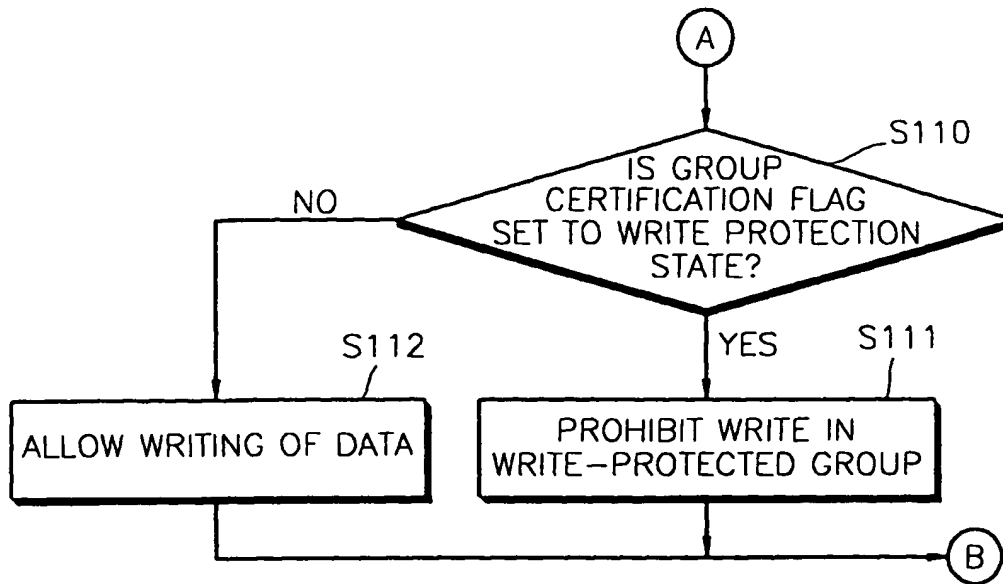 A
S110
IS GROUP
CERTIFICATION FLAG
SET TO WRITE PROTECTION
STATE?
NO
YES
S112
S111
ALLOW WRITING OF DATA
PROHIBIT WRITE IN
WRITE-PROTECTED GROUP
B